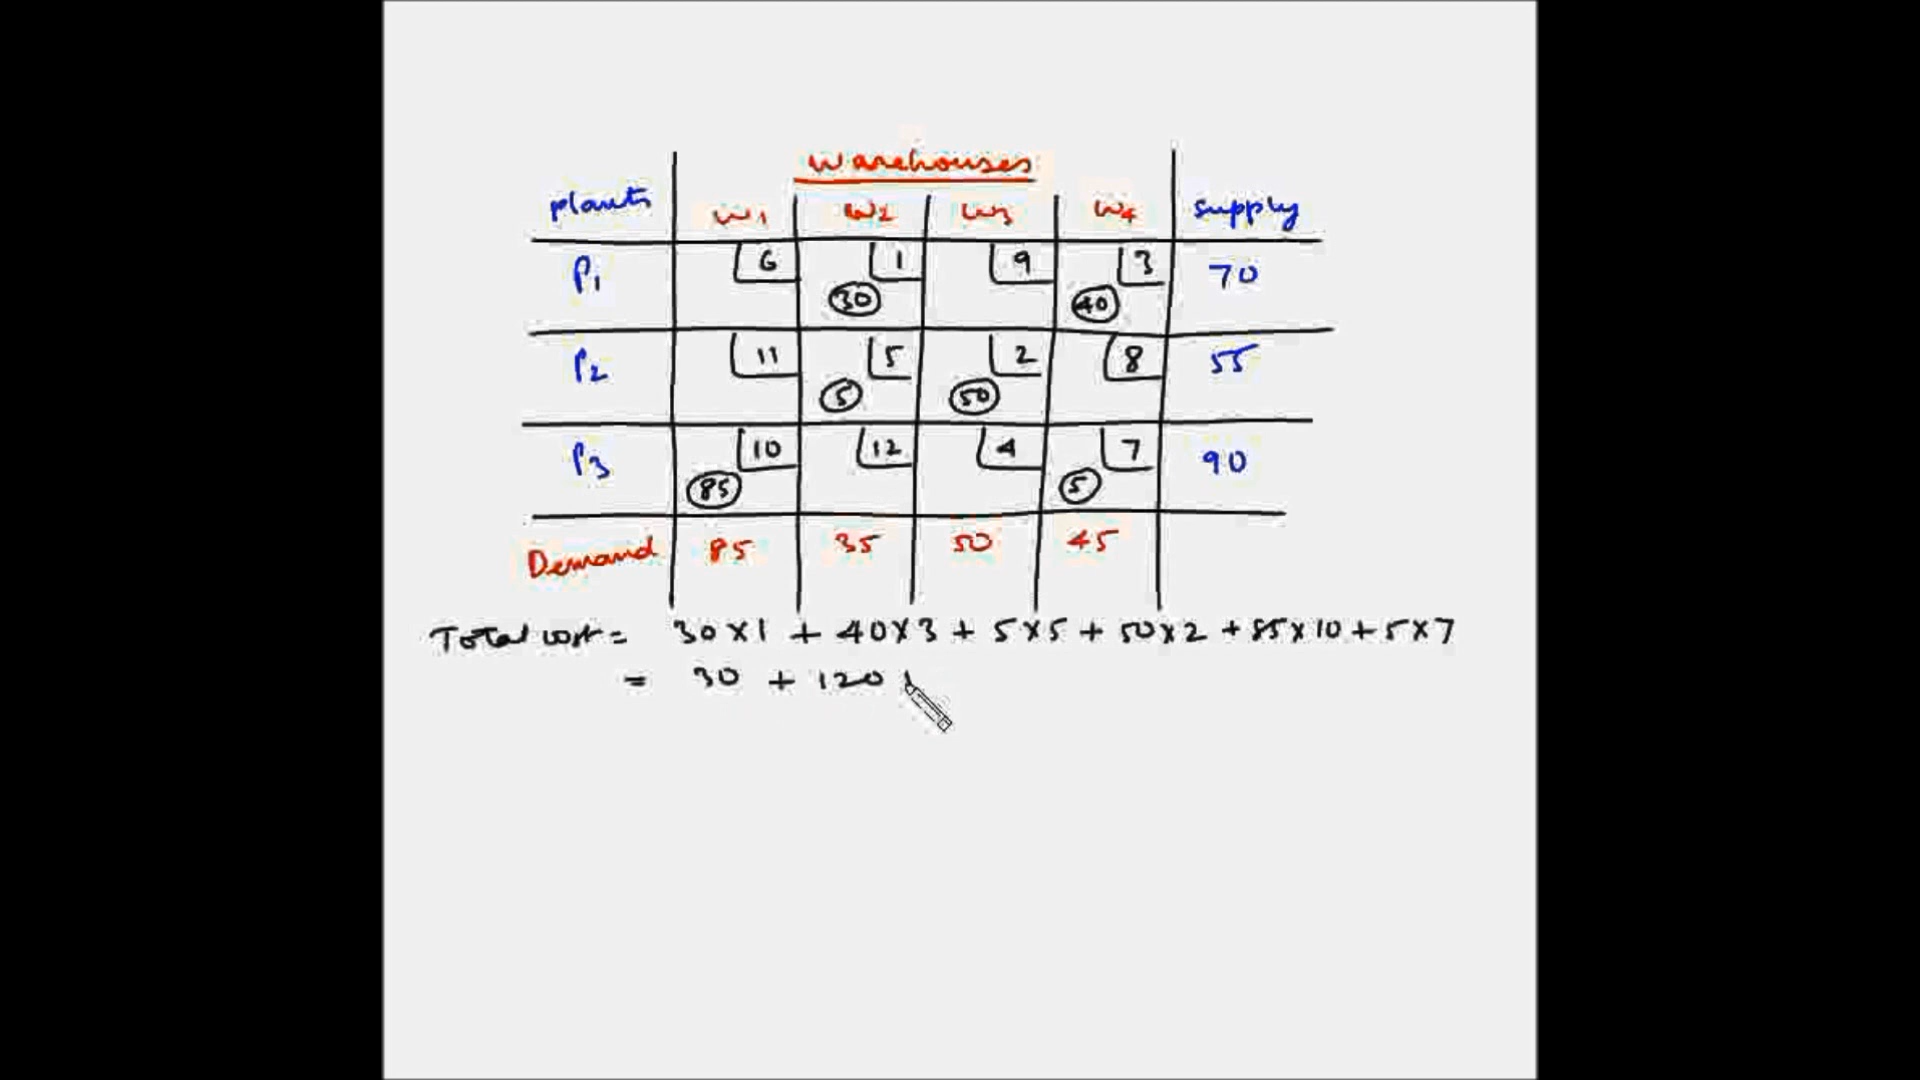 Warehouses
plants W1 W2 W3 W4 supply
P1 6 1 9 3 70
30 40
P2 11 5 2 8 55
5 50
P3 10 12 4 7 90
85 5
Demand 85 35 50 45
Total cost = 30×1 + 40×3 + 5×5 + 50×2 + 85×10 + 5×7
= 30 + 120